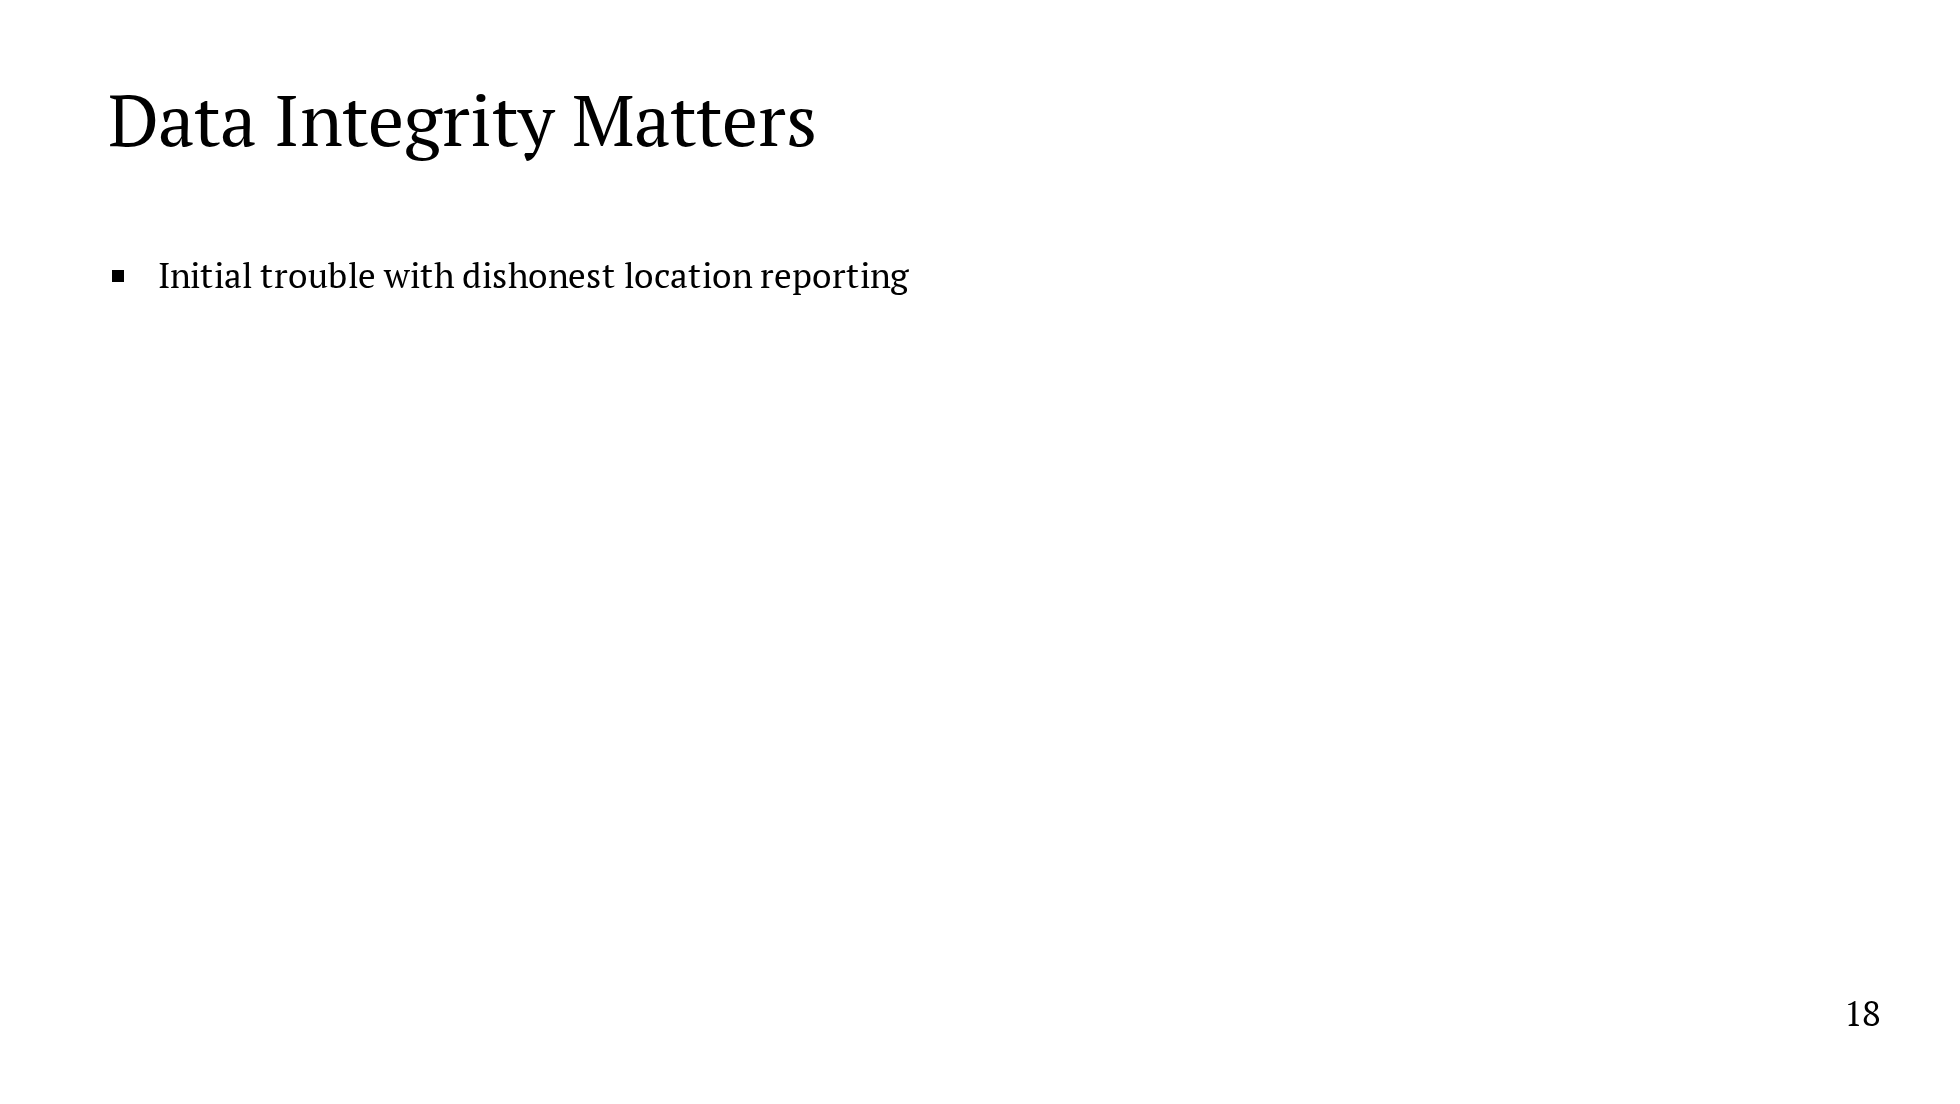 Data Integrity Matters
▪ Initial trouble with dishonest location reporting
18